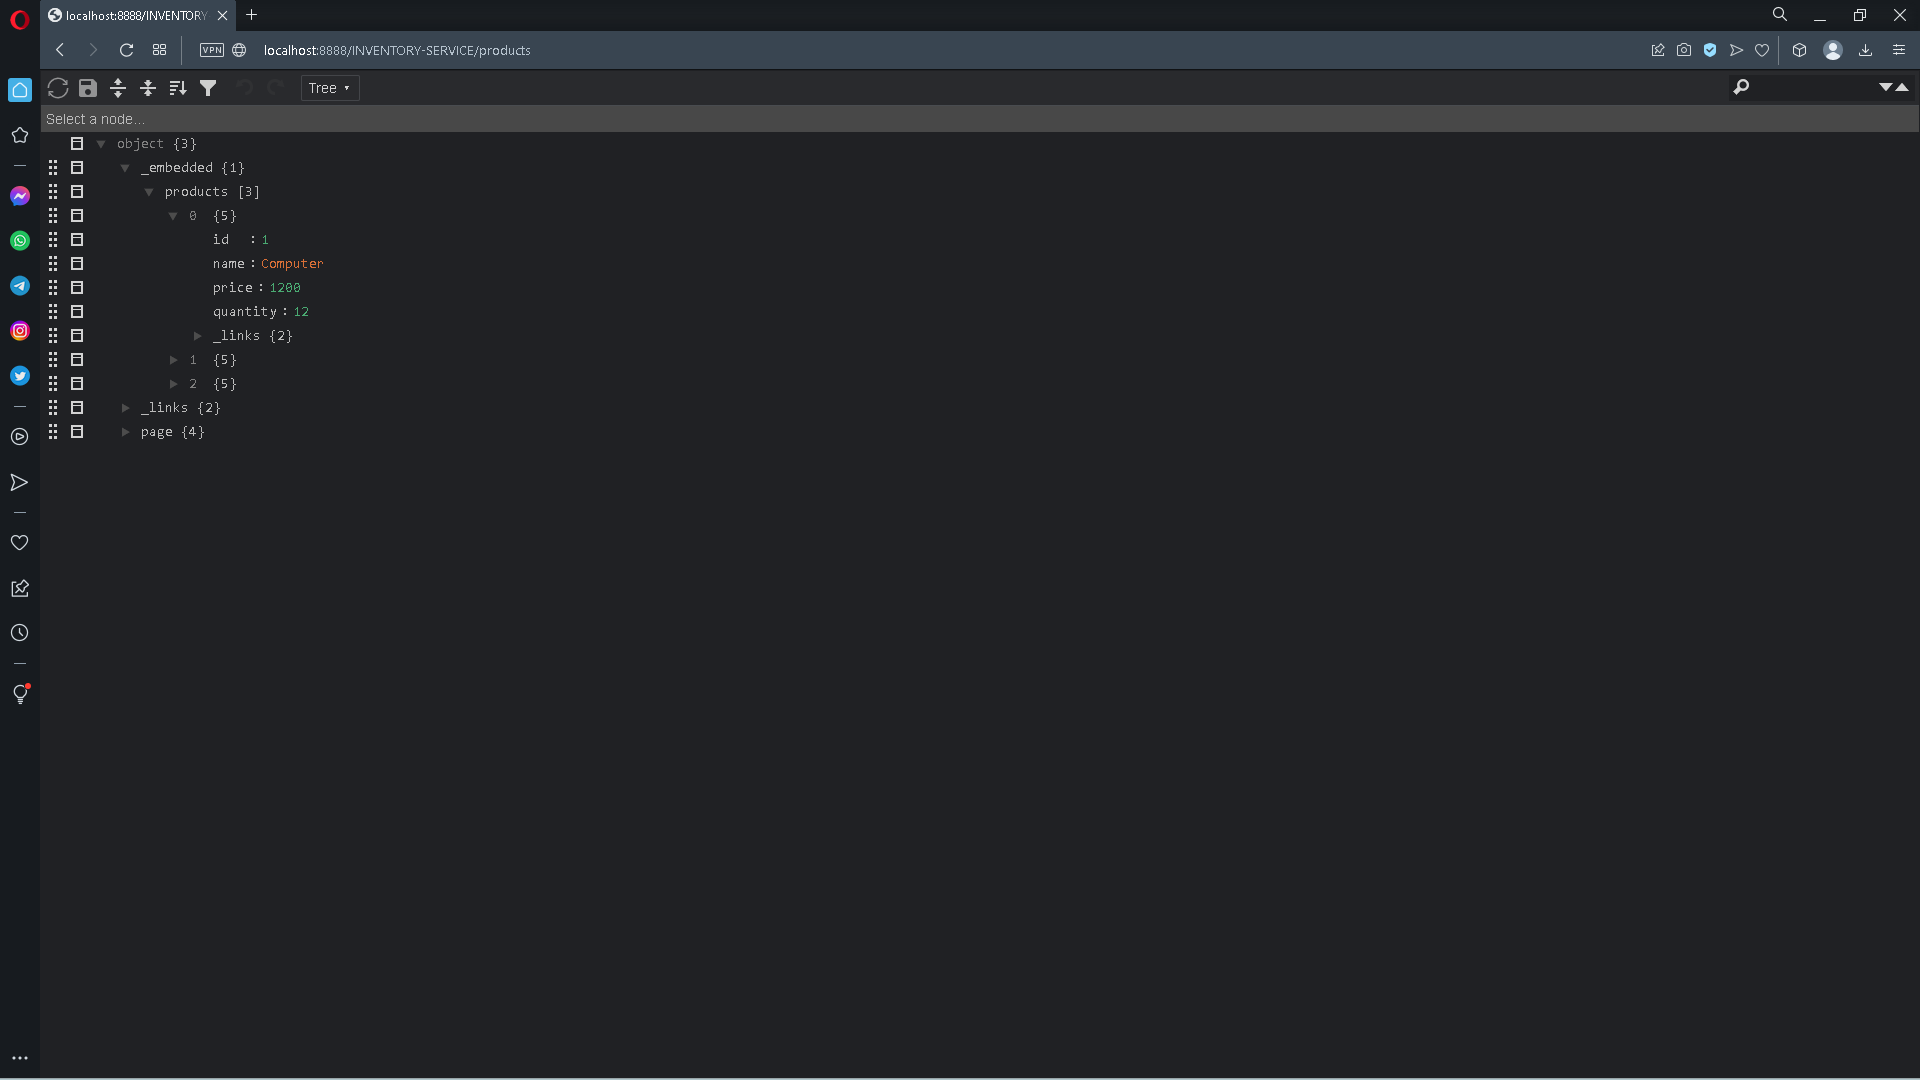 localhost:8888/INVENTORY
VPN
localhost:8888/INVENTORY-SERVICE/products
Tree
Select a node...
object {3}
_embedded {1}
products [3]
0 {5}
id : 1
name : Computer
price : 1200
quantity : 12
_links {2}
1 {5}
2 {5}
_links {2}
page {4}